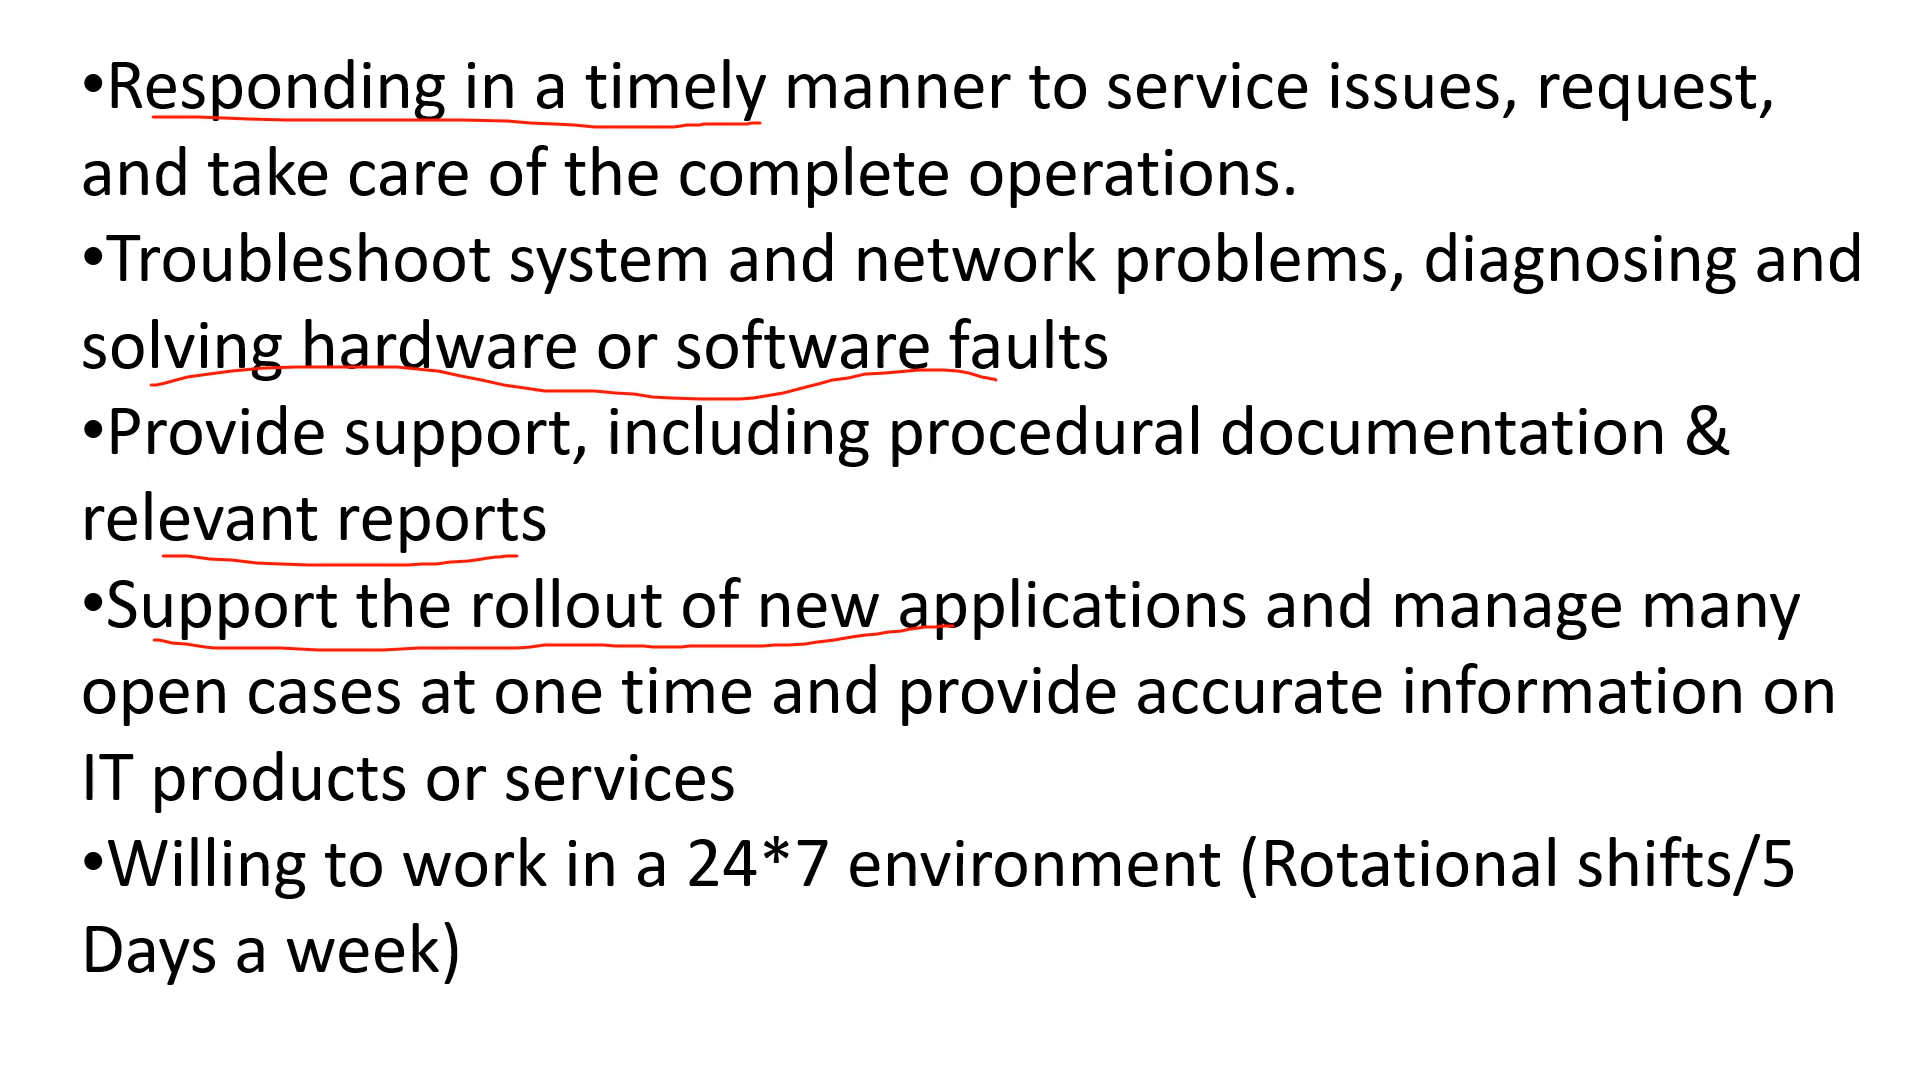 •Responding in a timely manner to service issues, request,
and take care of the complete operations.
•Troubleshoot system and network problems, diagnosing and
solving hardware or software faults
•Provide support, including procedural documentation &
relevant reports
•Support the rollout of new applications and manage many
open cases at one time and provide accurate information on
IT products or services
•Willing to work in a 24*7 environment (Rotational shifts/5
Days a week)